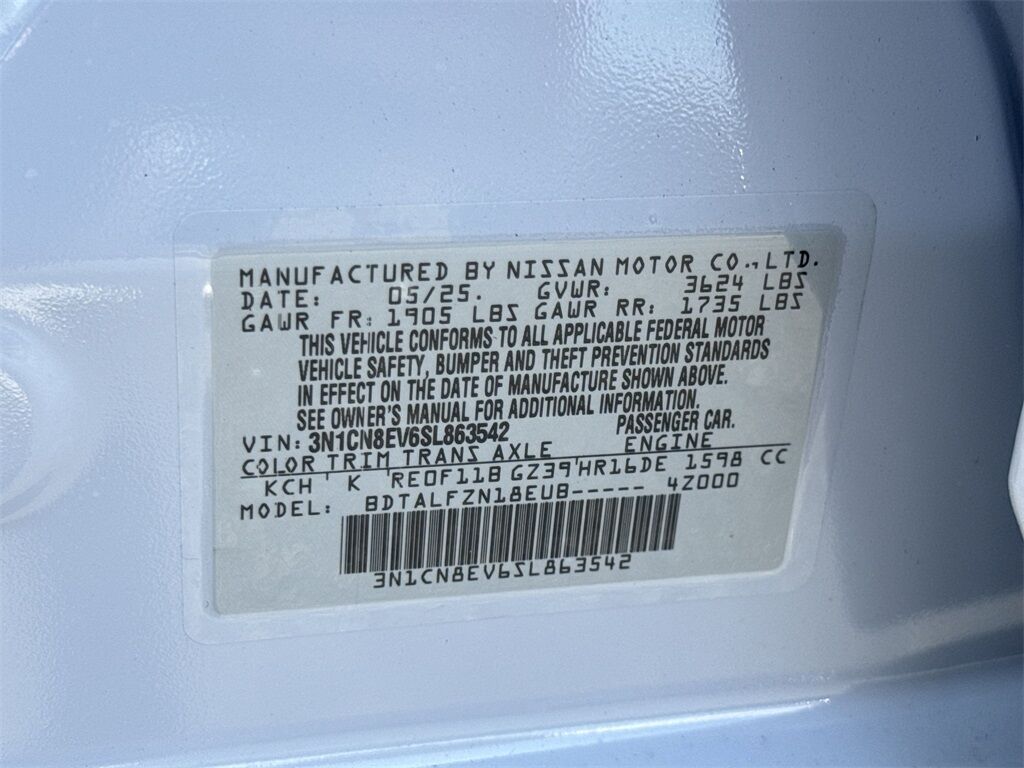 MANUFACTURED BY NISSAN MOTOR CO.,LTD.
DATE: 05/25. GVWR: 3624 LBS
GAWR FR: 1905 LBS GAWR RR: 1735 LBS
THIS VEHICLE CONFORMS TO ALL APPLICABLE FEDERAL MOTOR
VEHICLE SAFETY, BUMPER AND THEFT PREVENTION STANDARDS
IN EFFECT ON THE DATE OF MANUFACTURE SHOWN ABOVE.
SEE OWNER'S MANUAL FOR ADDITIONAL INFORMATION.
VIN: 3N1CN8EV6SL863542 PASSENGER CAR.
COLOR TRIM TRANS AXLE ENGINE
KCH K RE0F11B GZ39 HR16DE 1598 CC
MODEL: BDTALFZN18EUB----- 4Z000
3N1CN8EV6SL863542